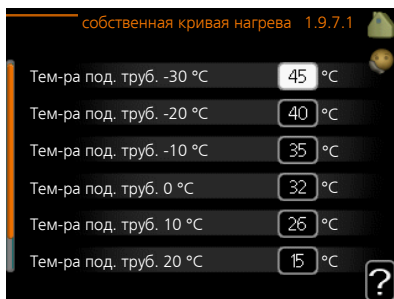 собственная кривая нагрева 1.9.7.1
Тем-ра под. труб. -30 °C 45 °C
Тем-ра под. труб. -20 °C 40 °C
Тем-ра под. труб. -10 °C 35 °C
Тем-ра под. труб. 0 °C 32 °C
Тем-ра под. труб. 10 °C 26 °C
Тем-ра под. труб. 20 °C 15 °C
?